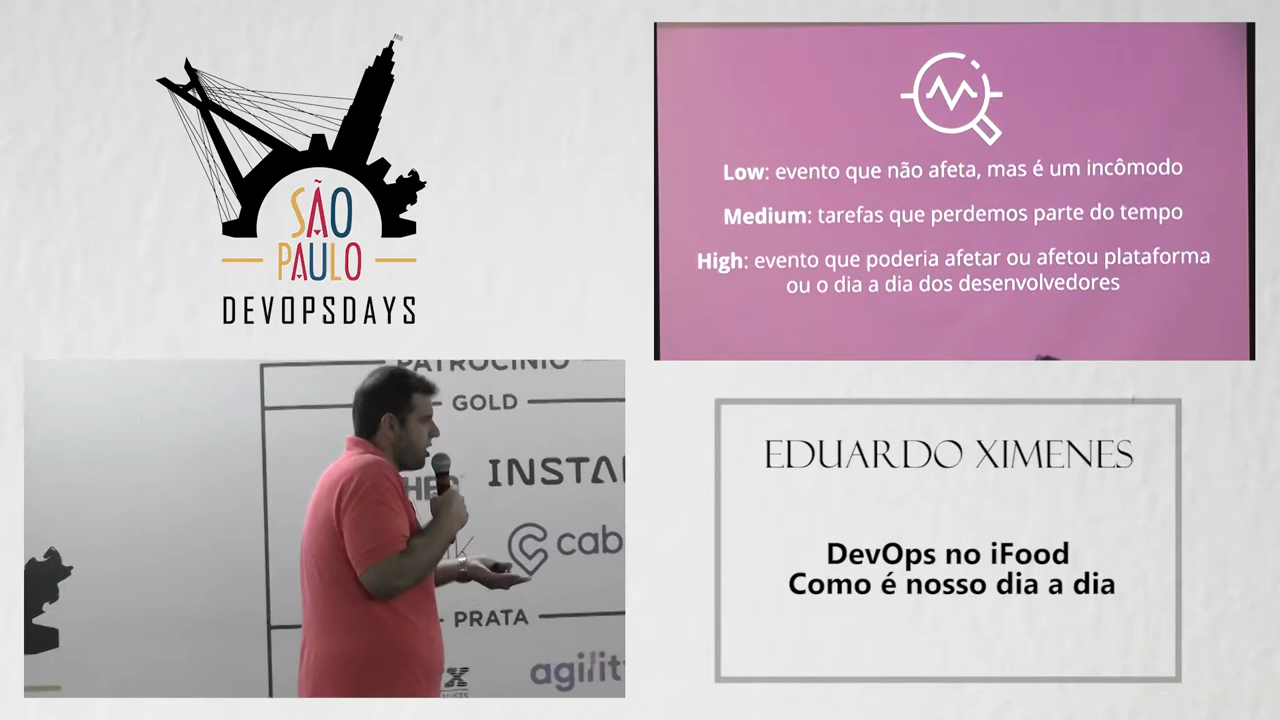 SÃO
PAULO
DEVOPSDAYS
Low: evento que não afeta, mas é um incômodo
Medium: tarefas que perdemos parte do tempo
High: evento que poderia afetar ou afetou plataforma
ou o dia a dia dos desenvolvedores
PATROCÍNIO
GOLD
INSTA
cab
PRATA
agility
EDUARDO XIMENES
DevOps no iFood
Como é nosso dia a dia